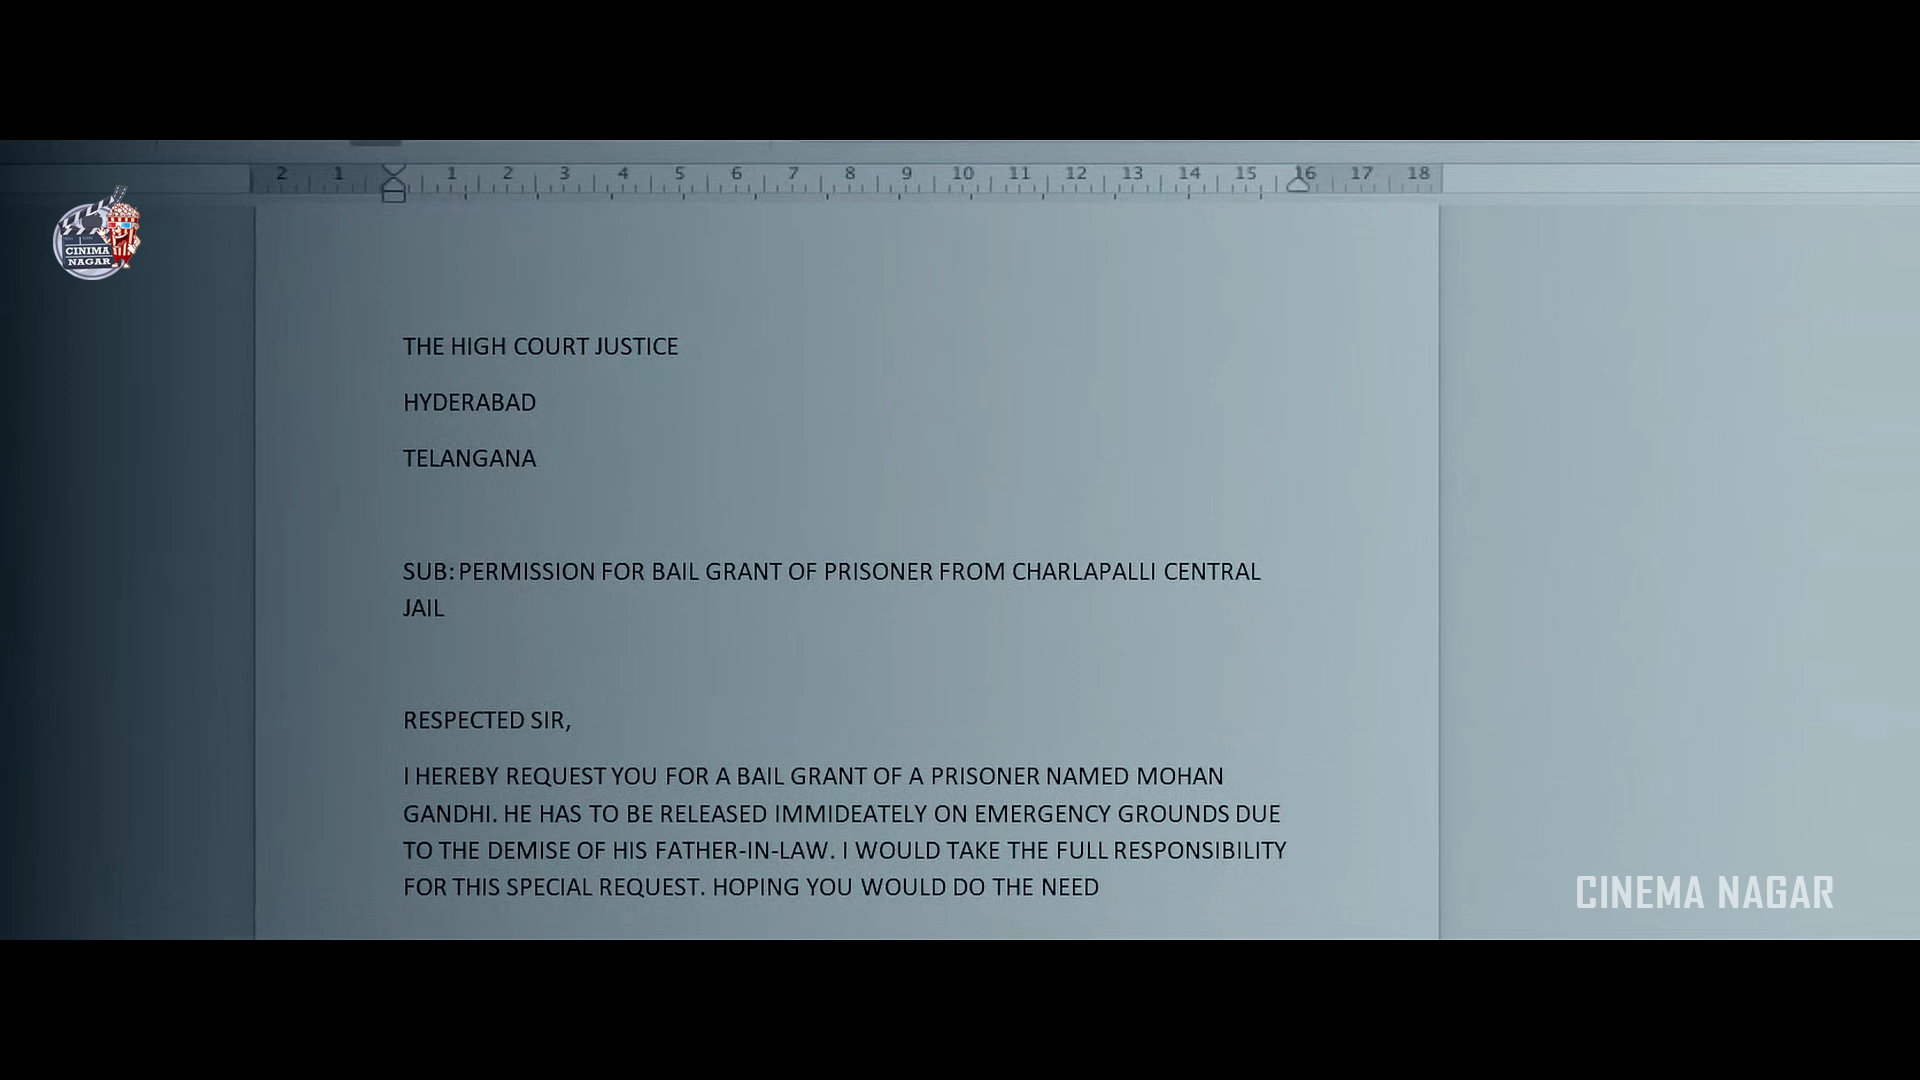 2 1 1 2 3 4 5 6 7 8 9 10 11 12 13 14 15 16 17 18
CINIMA
NAGAR
THE HIGH COURT JUSTICE
HYDERABAD
TELANGANA
SUB: PERMISSION FOR BAIL GRANT OF PRISONER FROM CHARLAPALLI CENTRAL
JAIL
RESPECTED SIR,
I HEREBY REQUEST YOU FOR A BAIL GRANT OF A PRISONER NAMED MOHAN
GANDHI. HE HAS TO BE RELEASED IMMIDEATELY ON EMERGENCY GROUNDS DUE
TO THE DEMISE OF HIS FATHER-IN-LAW. I WOULD TAKE THE FULL RESPONSIBILITY
FOR THIS SPECIAL REQUEST. HOPING YOU WOULD DO THE NEED
CINEMA NAGAR